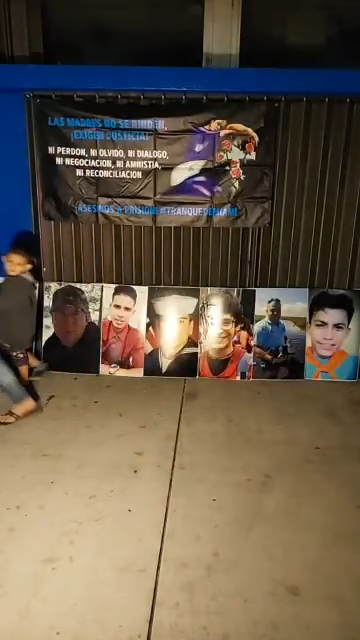 LAS MADRES NO SE RINDEN,
¡EXIGEN JUSTICIA!
NI PERDON, NI OLVIDO, NI DIALOGO,
NI NEGOCIACION, NI AMNISTIA,
NI RECONCILIACION
¡ASESINOS A PRISION! #TRANQUEDEMIAMI